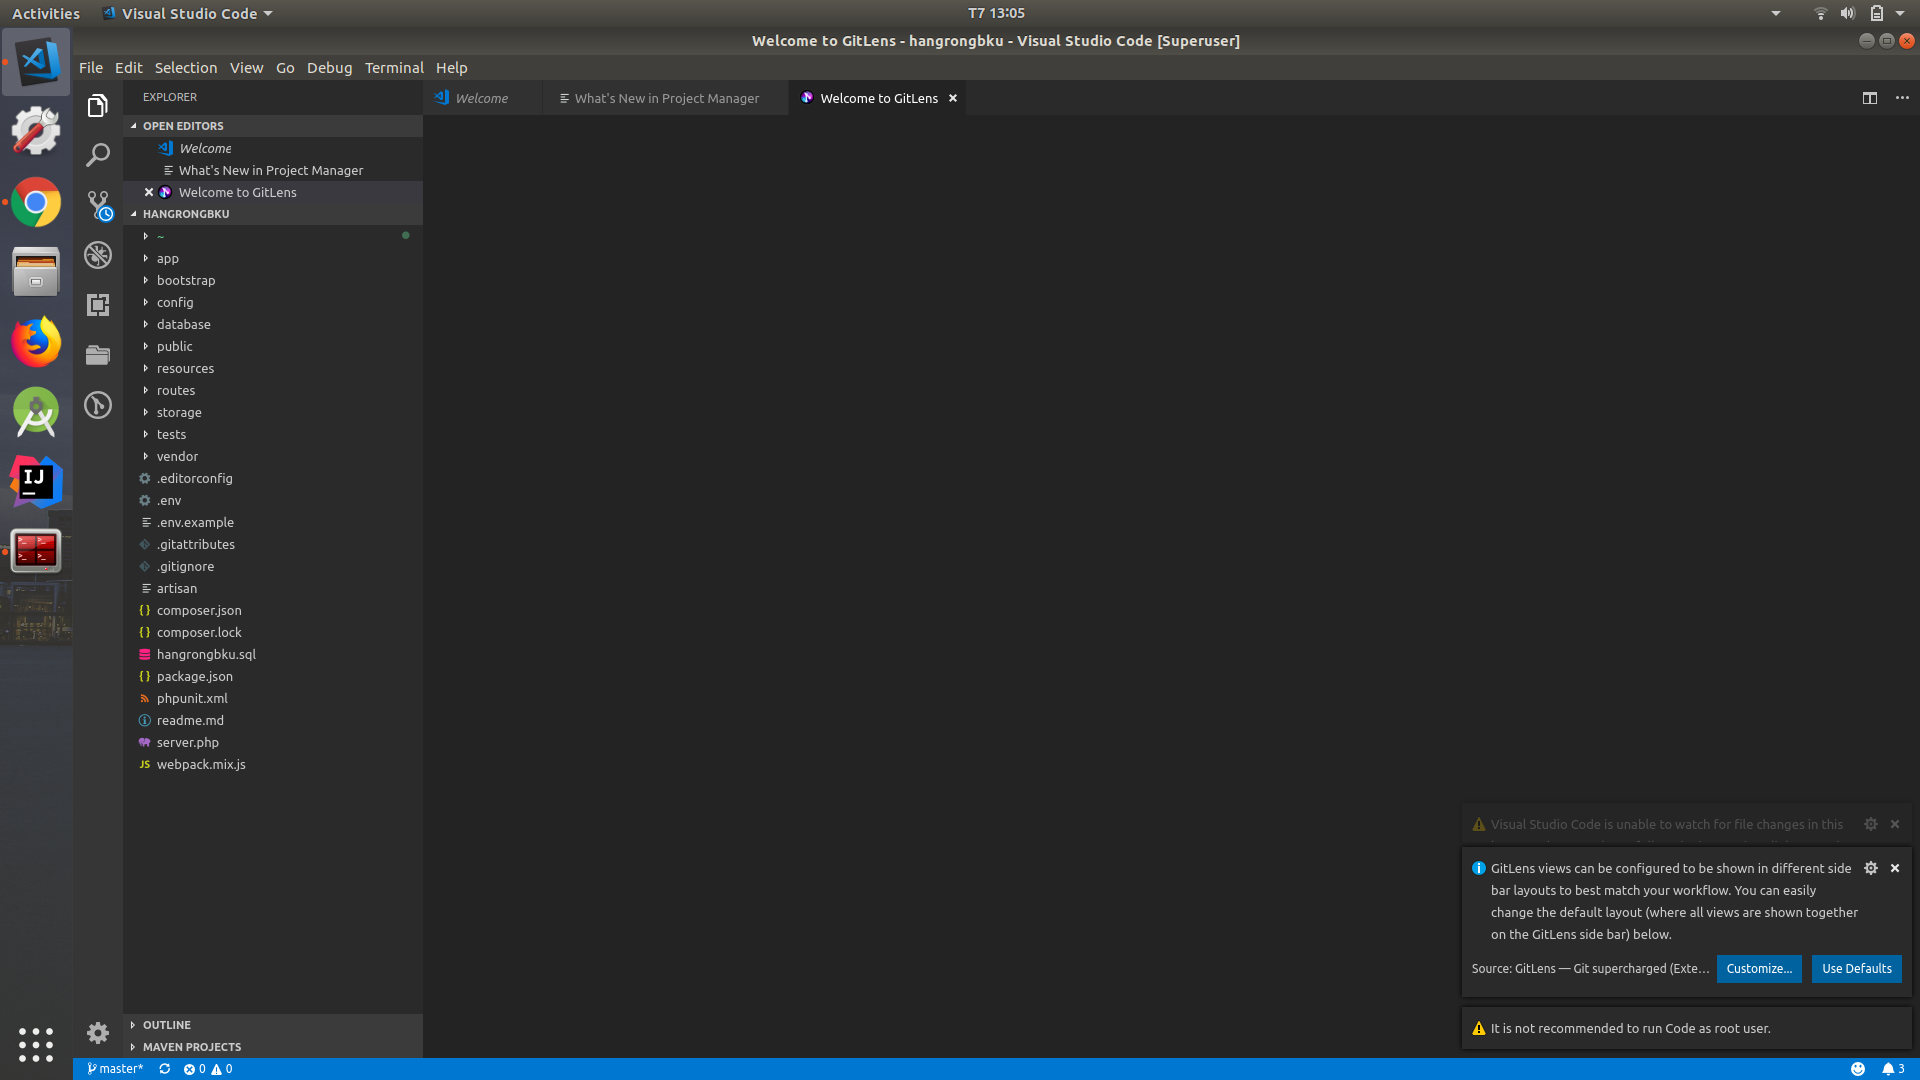 Activities
Visual Studio Code
T7 13:05
Welcome to GitLens - hangrongbku - Visual Studio Code [Superuser]
File Edit Selection View Go Debug Terminal Help
EXPLORER
Welcome
What's New in Project Manager
Welcome to GitLens
OPEN EDITORS
Welcome
What's New in Project Manager
Welcome to GitLens
HANGRONGBKU
~
app
bootstrap
config
database
public
resources
routes
storage
tests
vendor
.editorconfig
.env
.env.example
.gitattributes
.gitignore
artisan
composer.json
composer.lock
hangrongbku.sql
package.json
phpunit.xml
readme.md
server.php
JS webpack.mix.js
IJ
OUTLINE
MAVEN PROJECTS
Visual Studio Code is unable to watch for file changes in this
GitLens views can be configured to be shown in different side
bar layouts to best match your workflow. You can easily
change the default layout (where all views are shown together
on the GitLens side bar) below.
Source: GitLens — Git supercharged (Exte...
Customize...
Use Defaults
It is not recommended to run Code as root user.
master*
0
0
3